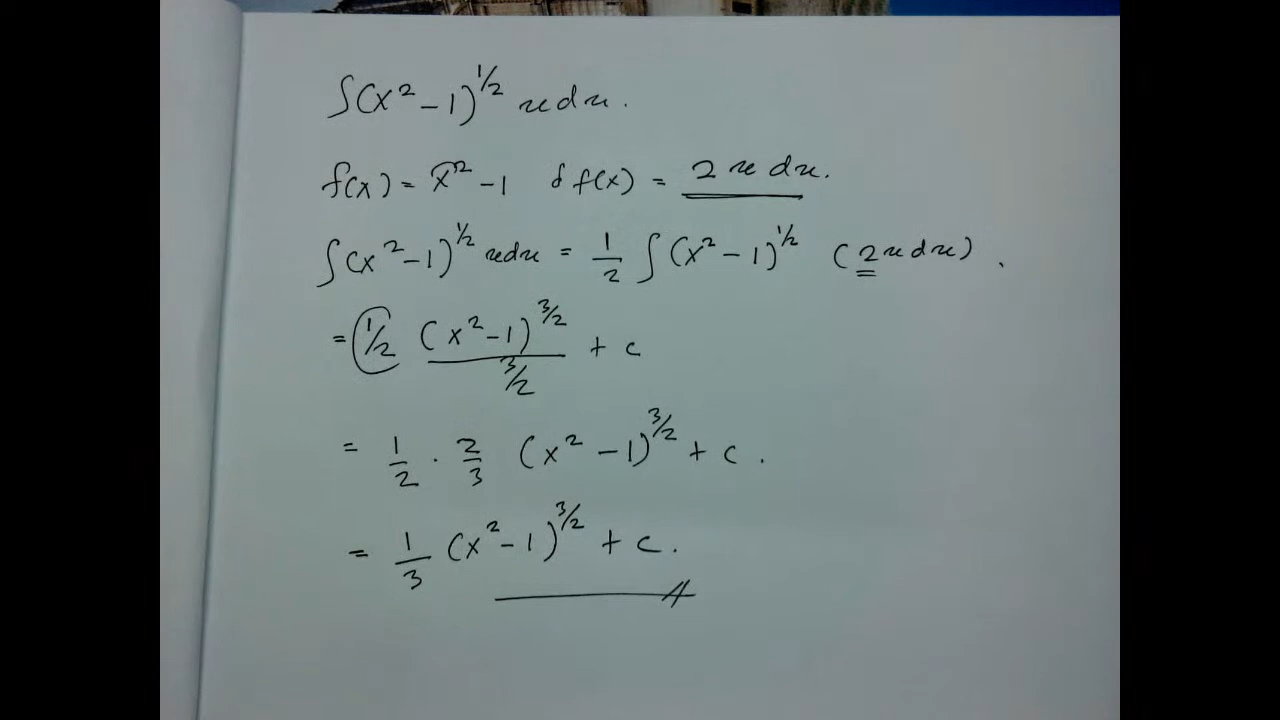 ∫(x² - 1)^1/2 x dx.
f(x) = x² - 1 d f(x) = 2 x dx.
∫(x² - 1)^1/2 x dx = 1/2 ∫(x² - 1)^1/2 (2 x dx).
= 1/2 (x² - 1)^3/2 / 3/2 + c
= 1/2 · 2/3 (x² - 1)^3/2 + c.
= 1/3 (x² - 1)^3/2 + c.